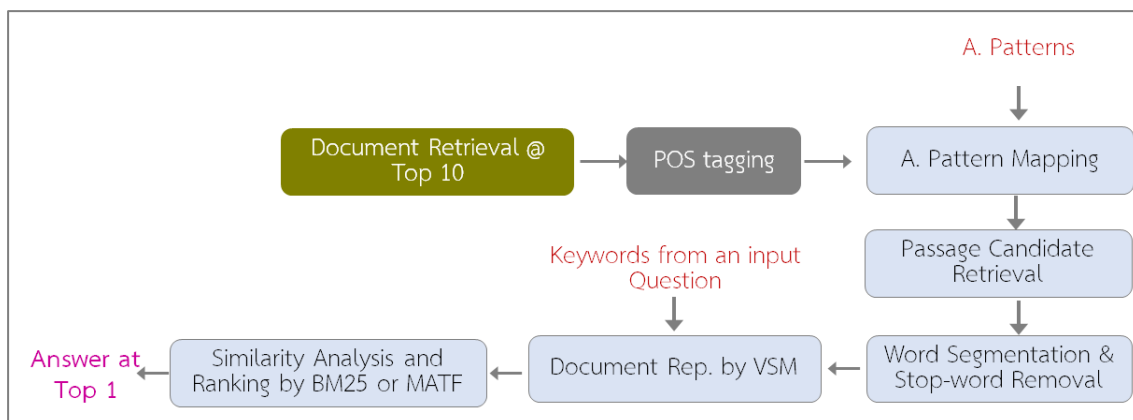 A. Patterns
Document Retrieval @
Top 10
POS tagging
A. Pattern Mapping
Keywords from an input
Question
Passage Candidate
Retrieval
Answer at
Top 1
Similarity Analysis and
Ranking by BM25 or MATF
Document Rep. by VSM
Word Segmentation &
Stop-word Removal